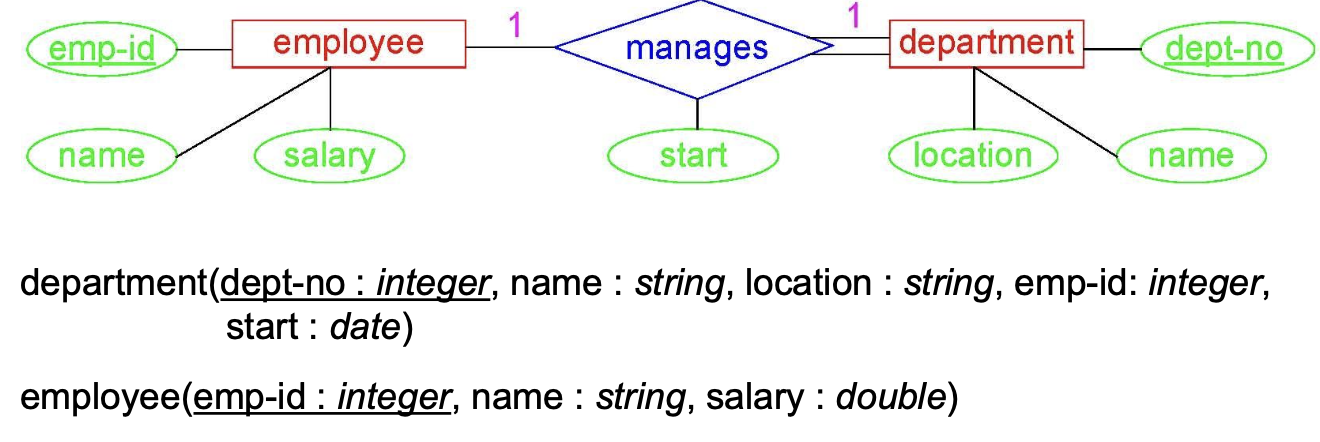 1
1
emp-id
employee
manages
department
dept-no
name
salary
start
location
name
department(dept-no : integer, name : string, location : string, emp-id: integer,
start : date)
employee(emp-id : integer, name : string, salary : double)